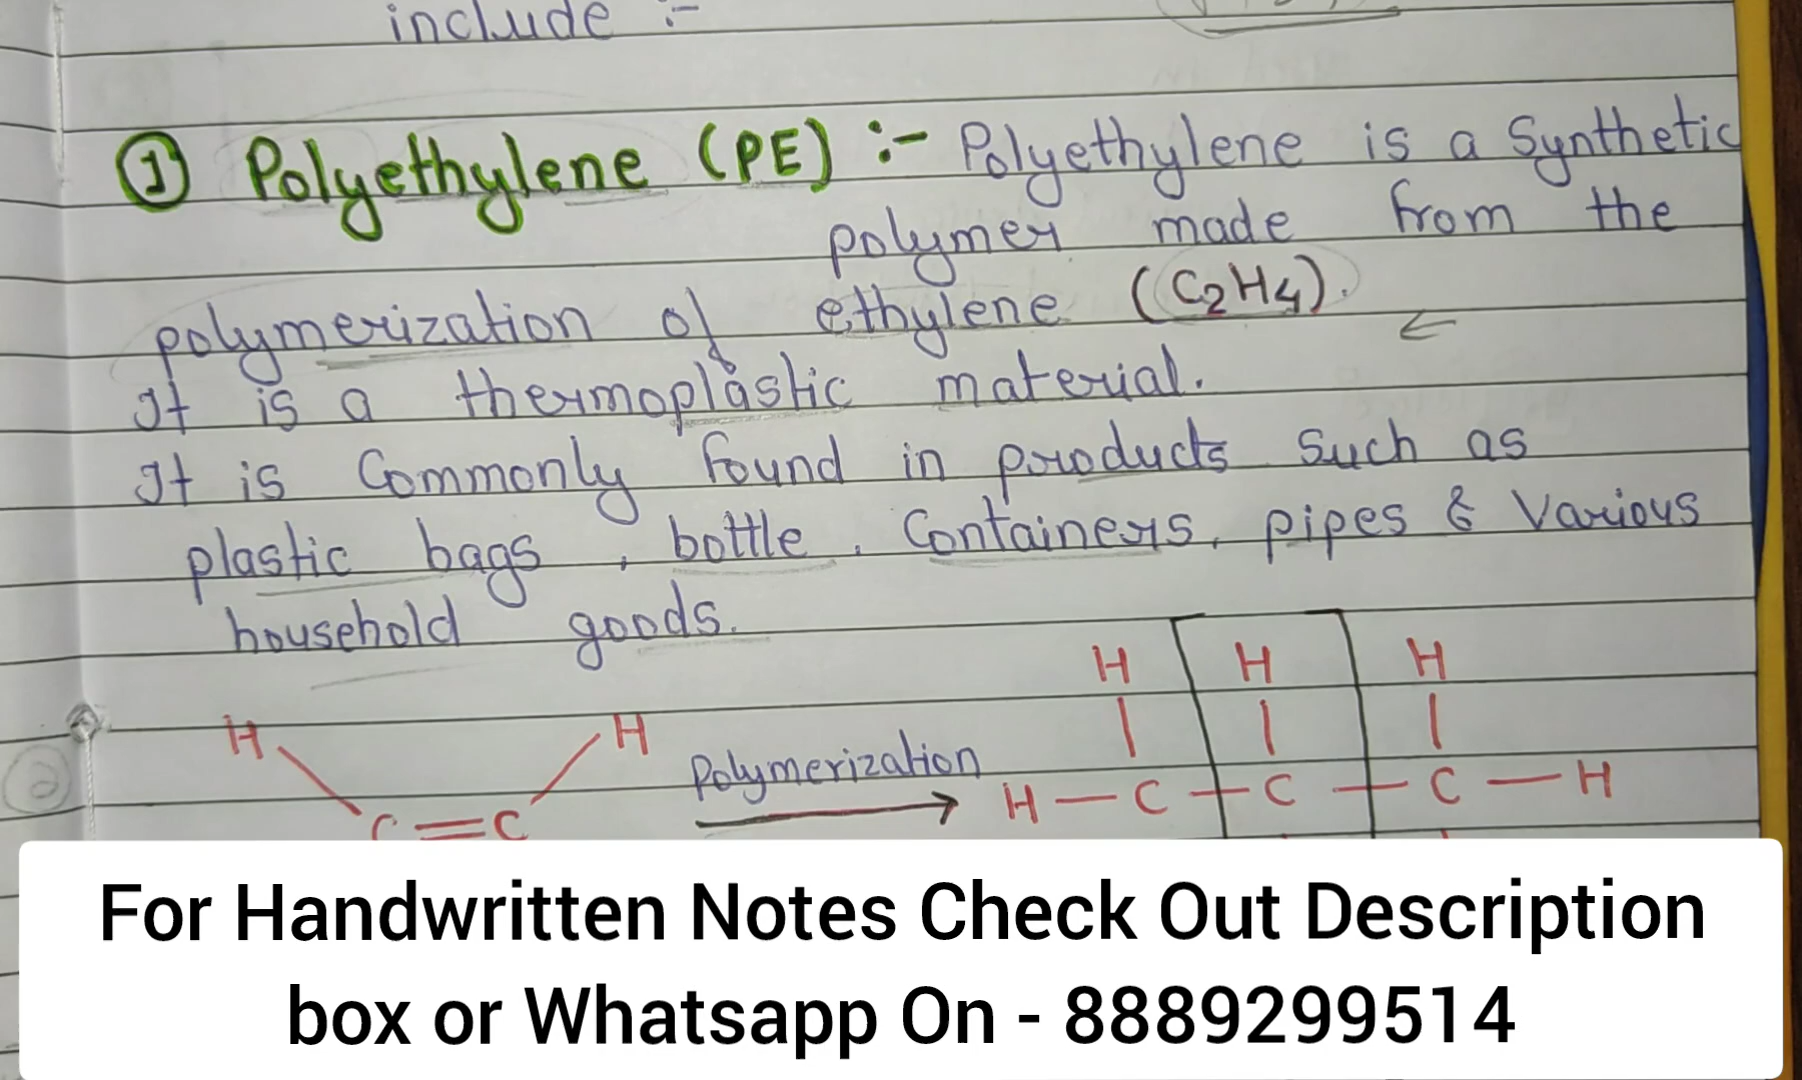 include :-
① Polyethylene (PE) :- Polyethylene is a Synthetic
polymer made from the
polymerization of ethylene (C2H4).
It is a thermoplastic material.
It is Commonly found in products Such as
plastic bags, bottle, Containers, pipes & Various
household goods.
H H H
H H
Polymerization
H — C — C — C — H
C = C
For Handwritten Notes Check Out Description
box or Whatsapp On - 8889299514